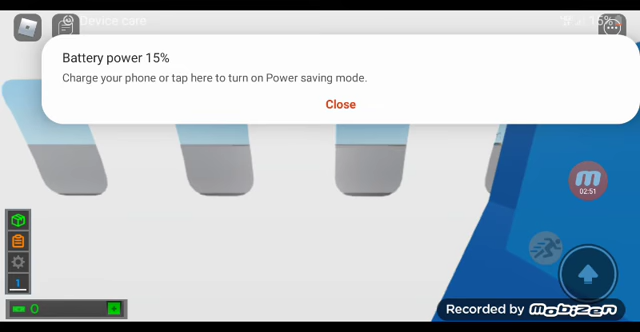 Device care
15%
Battery power 15%
Charge your phone or tap here to turn on Power saving mode.
Close
02:51
1
0
Recorded by Mobizen